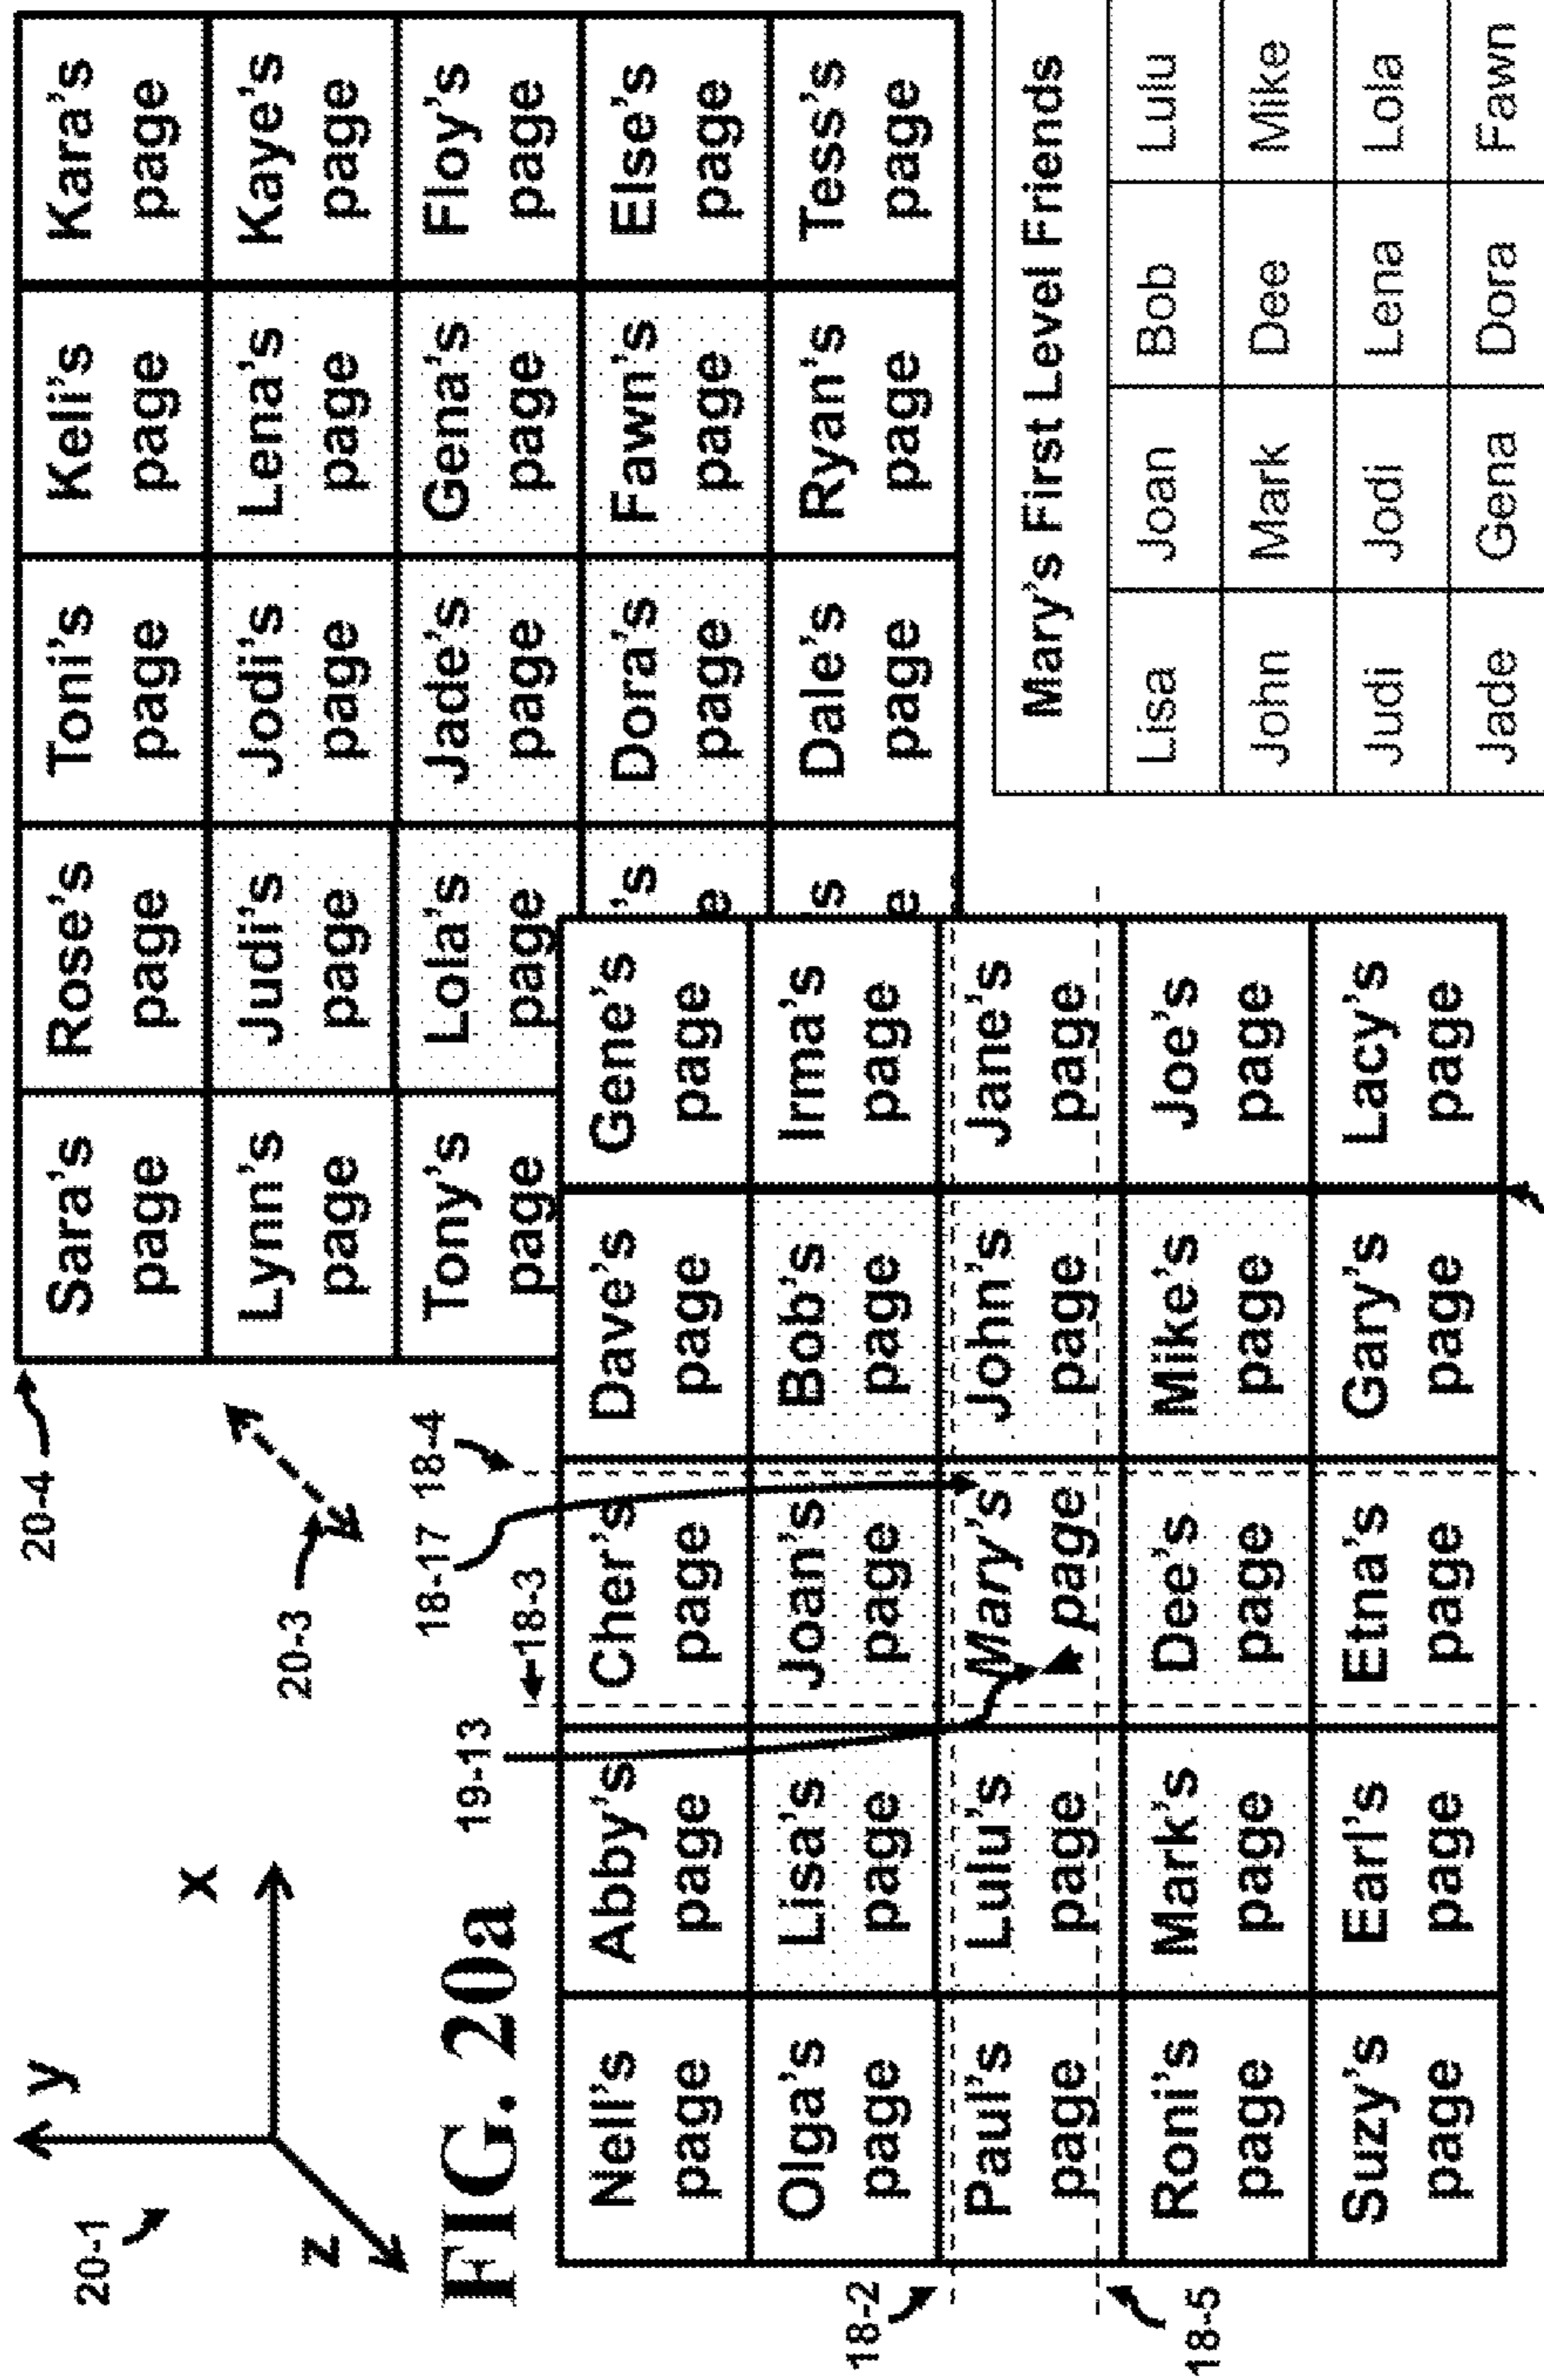 20-1
y
x
z
FIG. 20a
20-4
20-3
18-17
18-4
18-3
19-13
18-2
18-5
Sara's page
Rose's page
Toni's page
Keli's page
Kara's page
Lynn's page
Judi's page
Jodi's page
Lena's page
Kaye's page
Tony's page
Lola's page
Jade's page
Gena's page
Floy's page
's
e
Dora's page
Fawn's page
Else's page
's
e
Dale's page
Ryan's page
Tess's page
Nell's page
Abby's page
Cher's page
Dave's page
Gene's page
Olga's page
Lisa's page
Joan's page
Bob's page
Irma's page
Paul's page
Lulu's page
Mary's page
John's page
Jane's page
Roni's page
Mark's page
Dee's page
Mike's page
Joe's page
Suzy's page
Earl's page
Etna's page
Gary's page
Lacy's page
Mary's First Level Friends
Lisa Joan Bob Lulu
John Mark Dee Mike
Judi Jodi Lena Lola
Jade Gena Dora Fawn